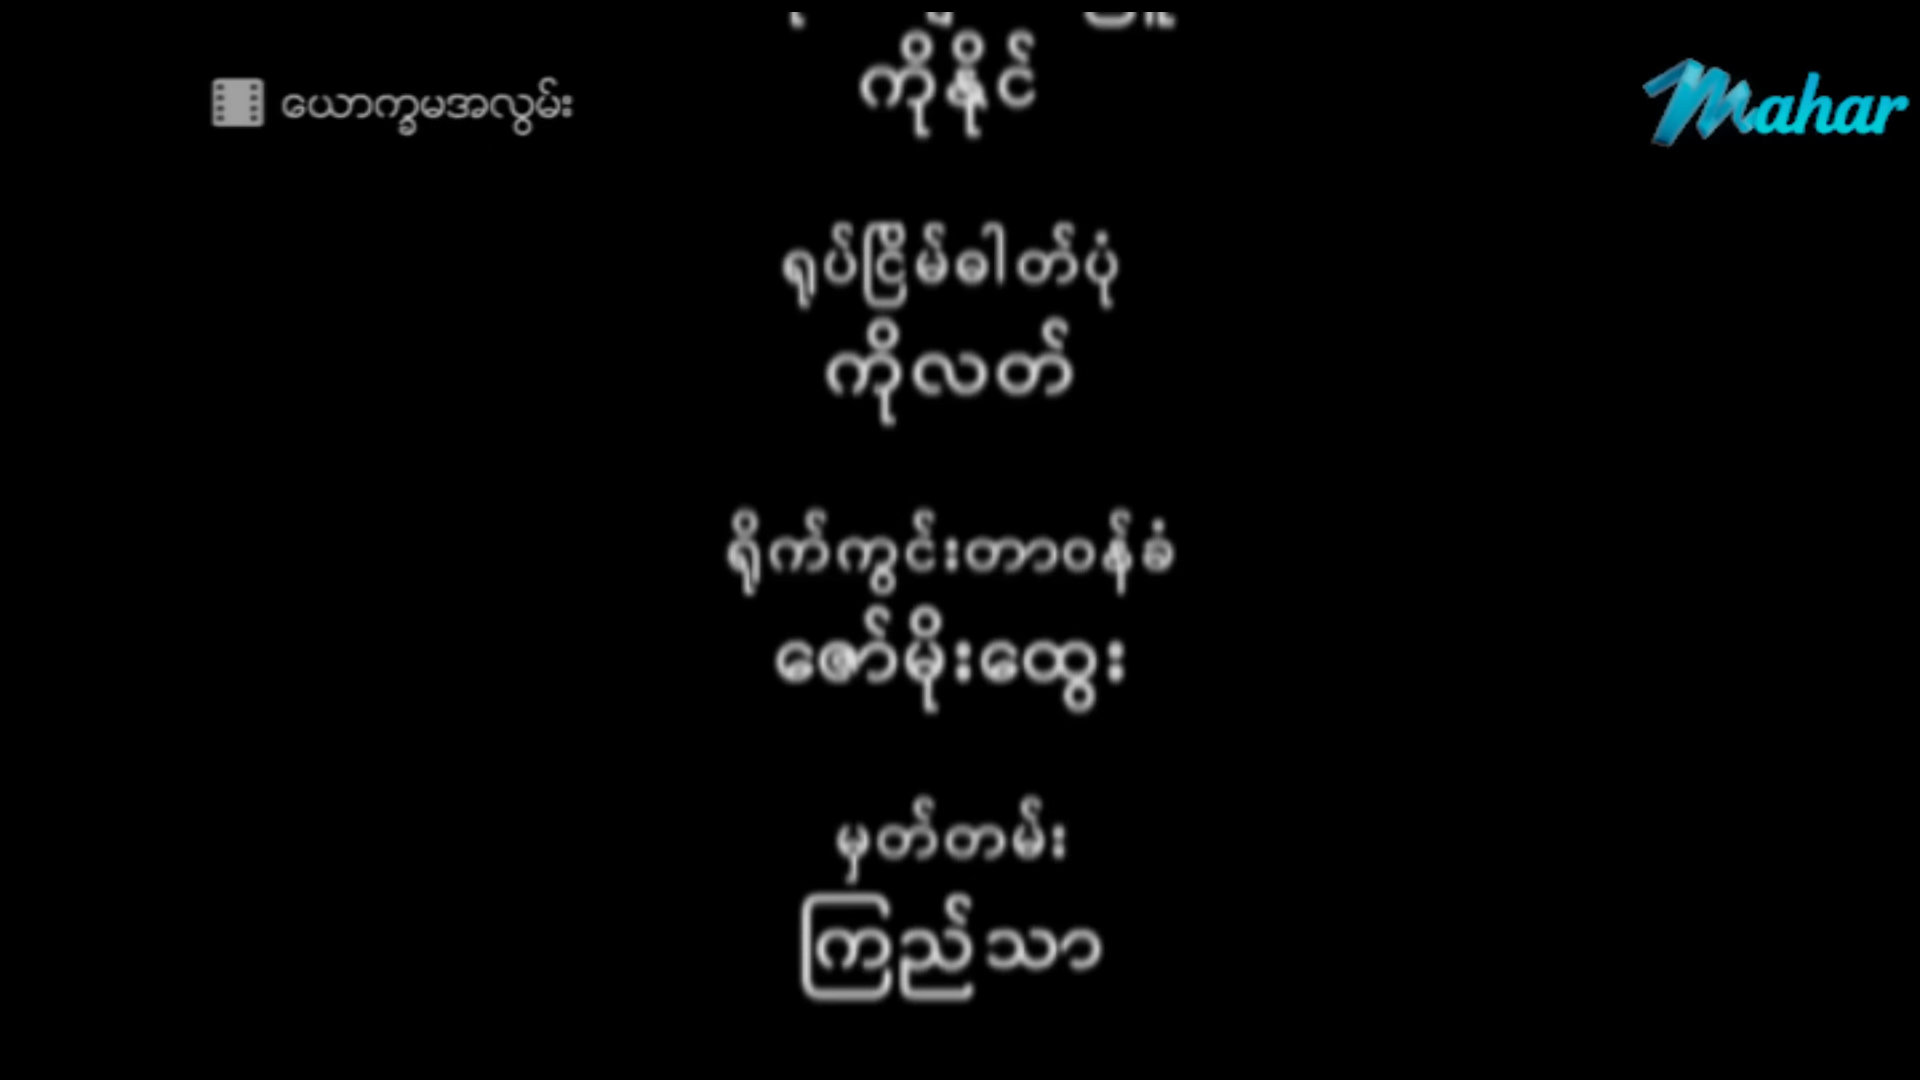 ကိုနိုင်
ယောက္ခမအလွမ်း
Mahar
ရုပ်ငြိမ်ဓါတ်ပုံ
ကိုလတ်
ရိုက်ကွင်းတာဝန်ခံ
ဇော်မိုးထွေး
မှတ်တမ်း
ကြည်သာ